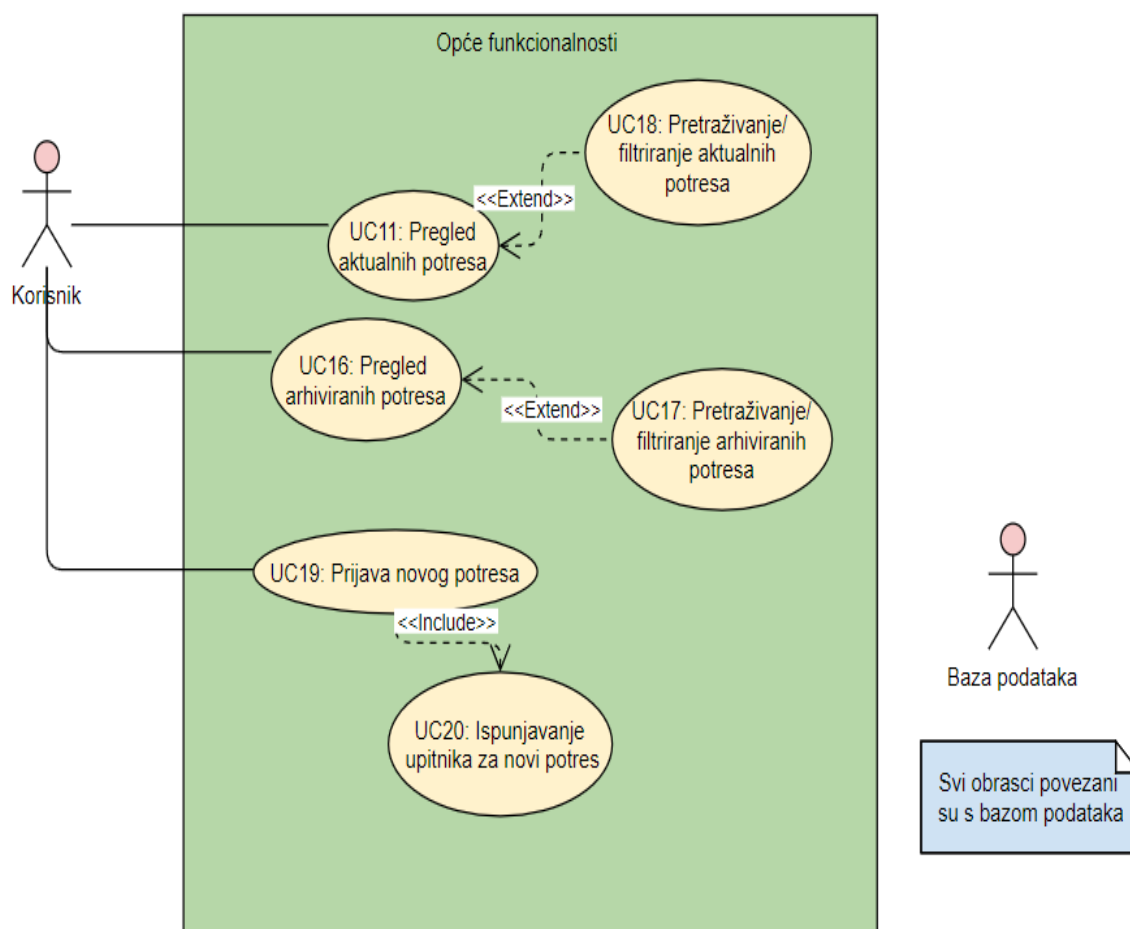 Opće funkcionalnosti
UC18: Pretraživanje/
filtriranje aktualnih
potresa
<<Extend>>
UC11: Pregled
aktualnih potresa
Korisnik
UC16: Pregled
arhiviranih potresa
<<Extend>>
UC17: Pretraživanje/
filtriranje arhiviranih
potresa
UC19: Prijava novog potresa
<<Include>>
UC20: Ispunjavanje
upitnika za novi potres
Baza podataka
Svi obrasci povezani
su s bazom podataka